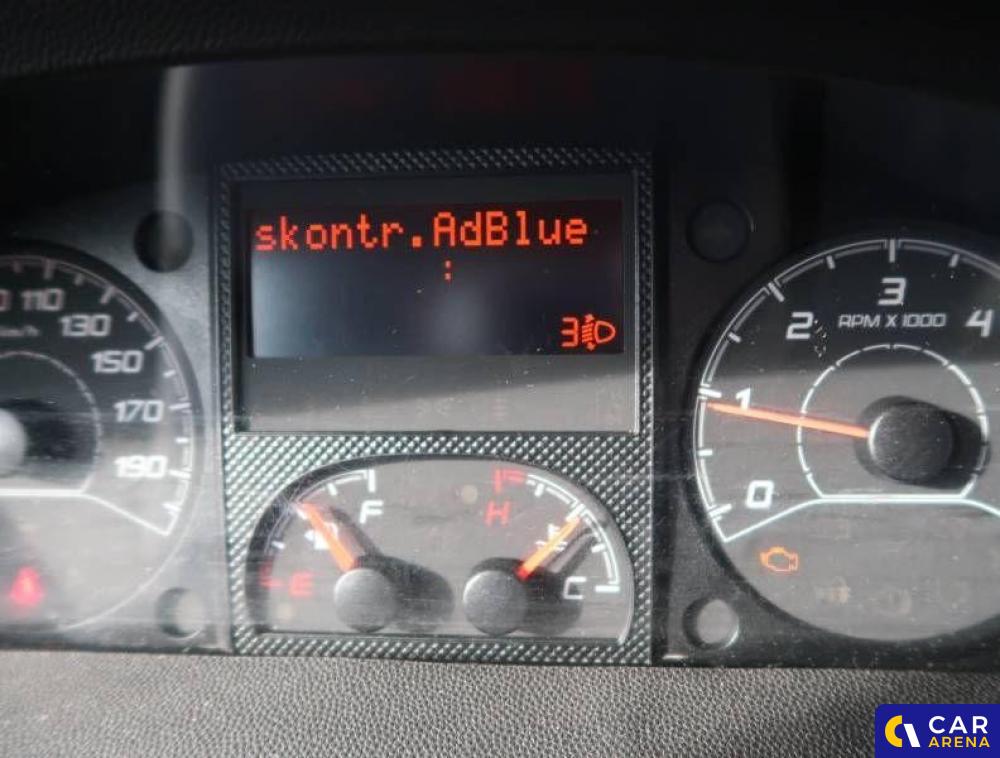 skontr.AdBlue
:
3
110
130
150
170
190
F
E
H
C
0
1
2
3
4
RPM X 1000
CAR
ARENA